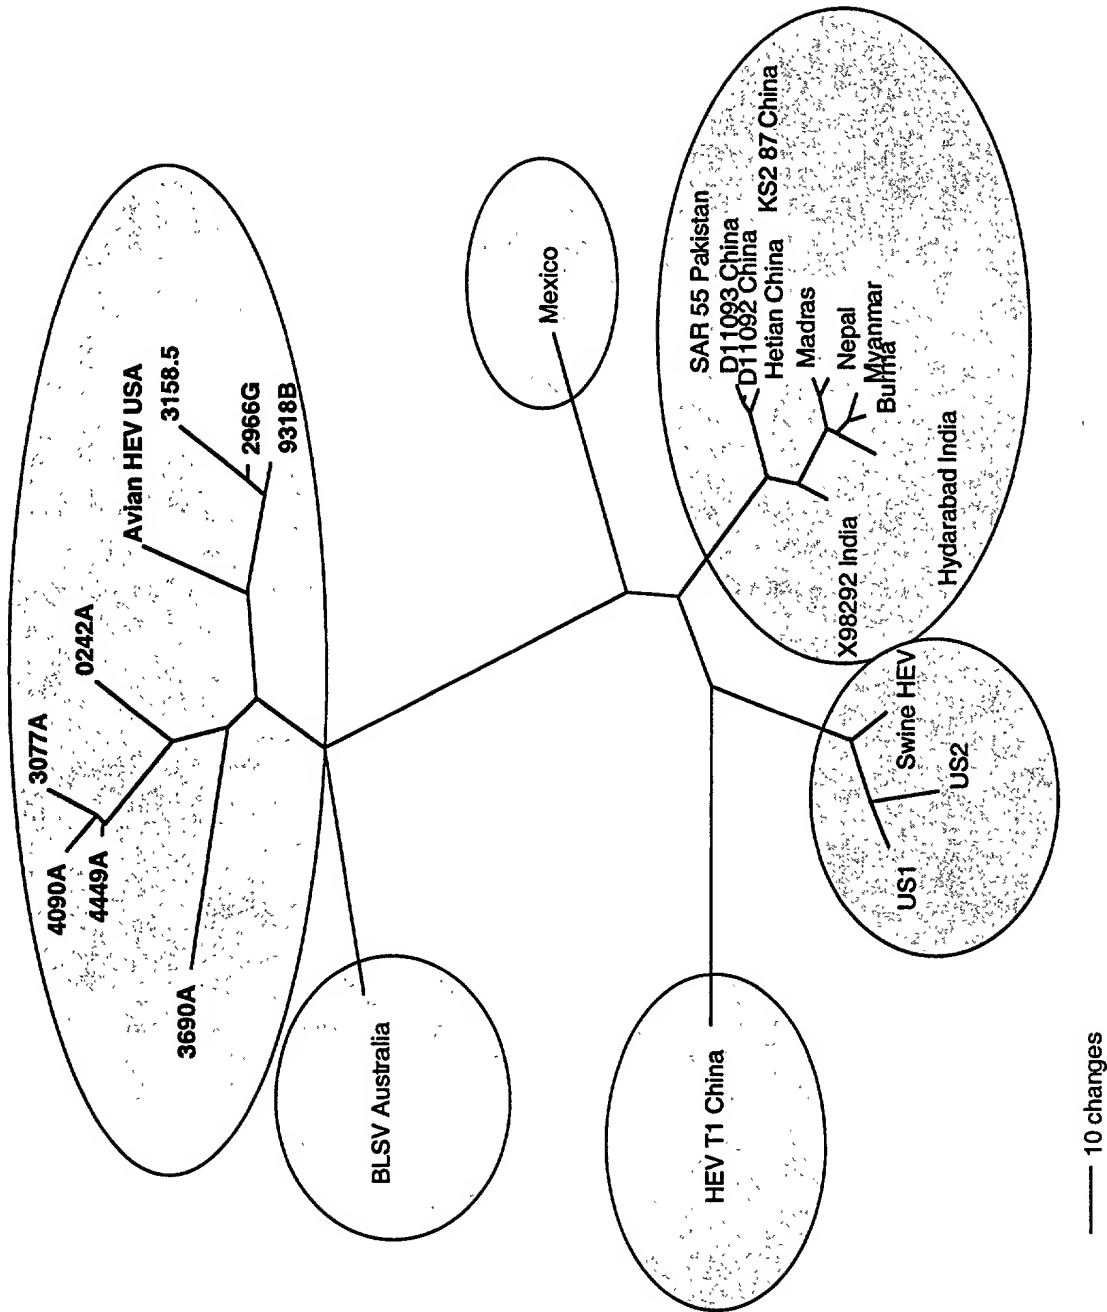 4090A
3077A
4449A
0242A
3690A
Avian HEV USA
3158.5
2966G
9318B
BLSV Australia
Mexico
HEV T1 China
SAR 55 Pakistan
D11093 China
D11092 China
KS2 87 China
Hetian China
Madras
Nepal
Myanmar
Burma
X98292 India
Hydarabad India
Swine HEV
US1
US2
10 changes